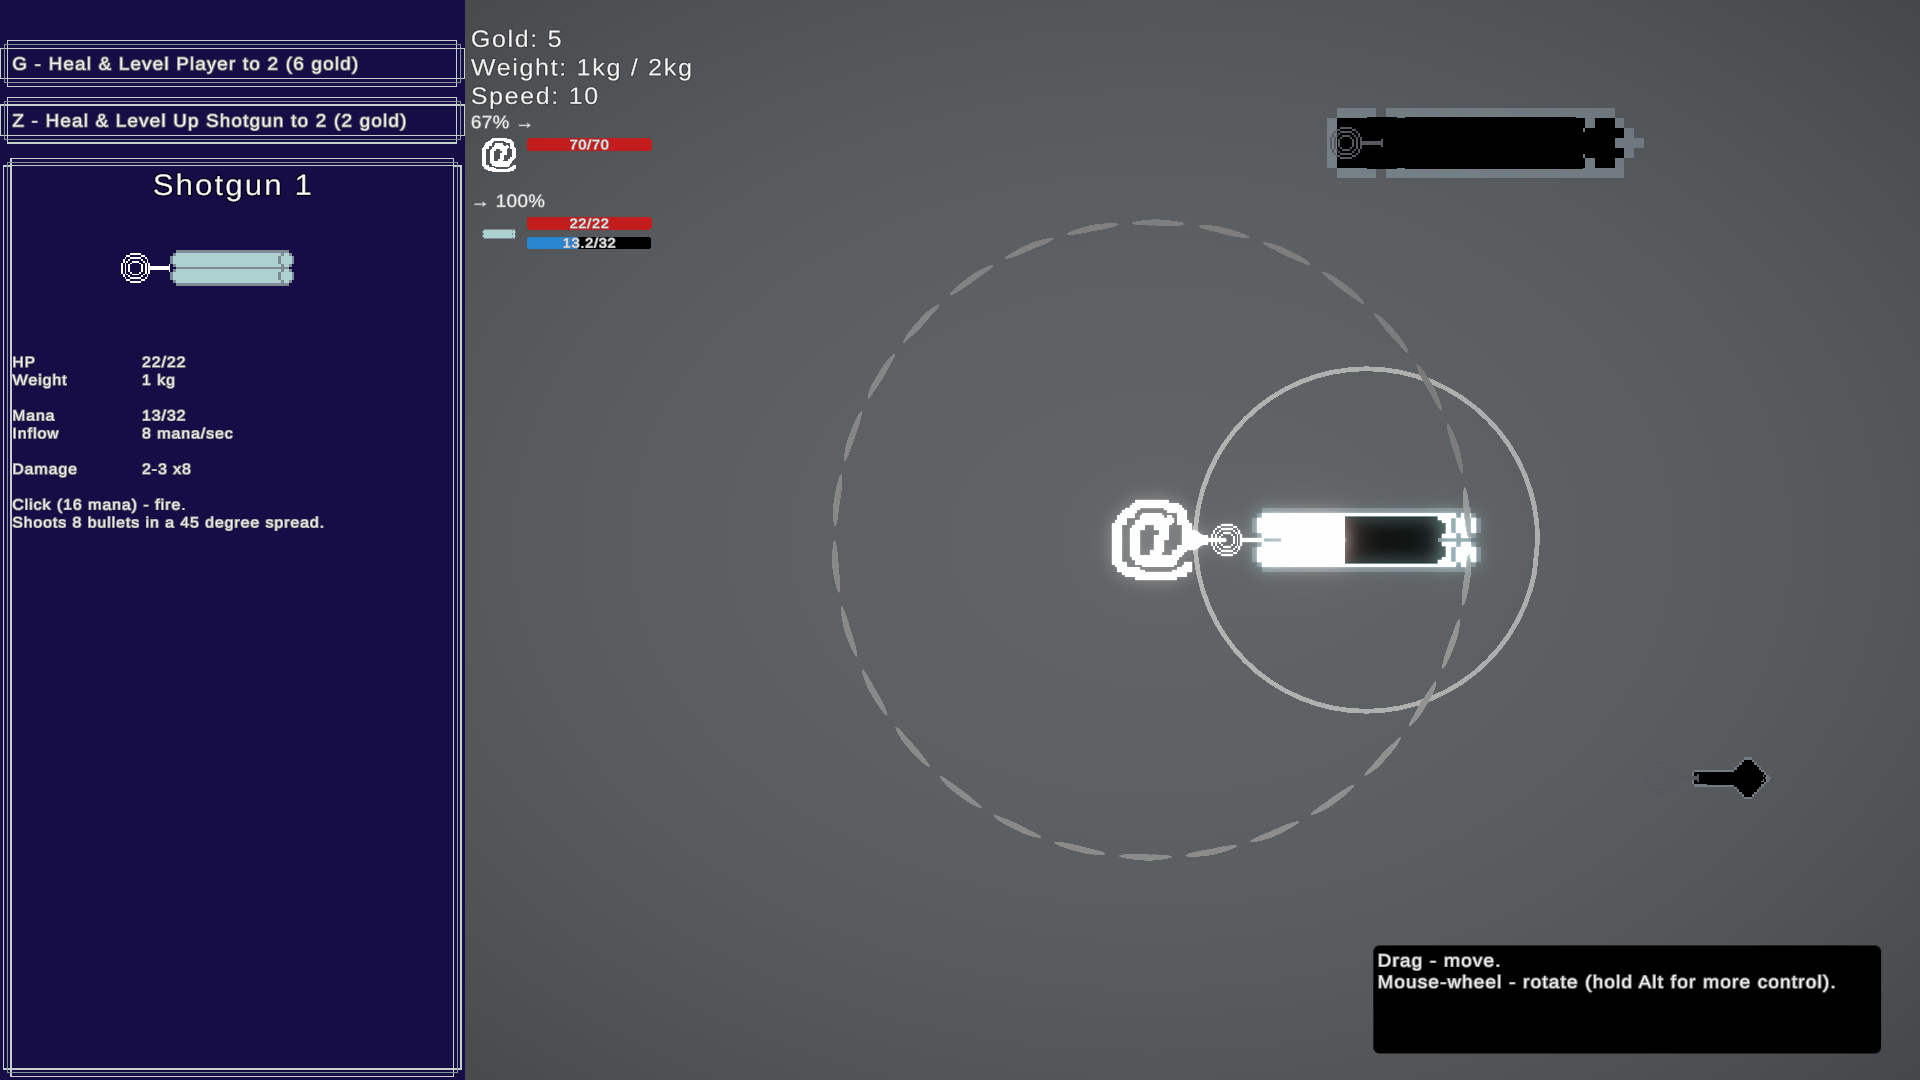 G - Heal & Level Player to 2 (6 gold)
Z - Heal & Level Up Shotgun to 2 (2 gold)
Shotgun 1
HP 22/22
Weight 1 kg
Mana 13/32
Inflow 8 mana/sec
Damage 2-3 x8
Click (16 mana) - fire.
Shoots 8 bullets in a 45 degree spread.
Gold: 5
Weight: 1kg / 2kg
Speed: 10
67% →
@ 70/70
→ 100%
22/22
13.2/32
@
Drag - move.
Mouse-wheel - rotate (hold Alt for more control).